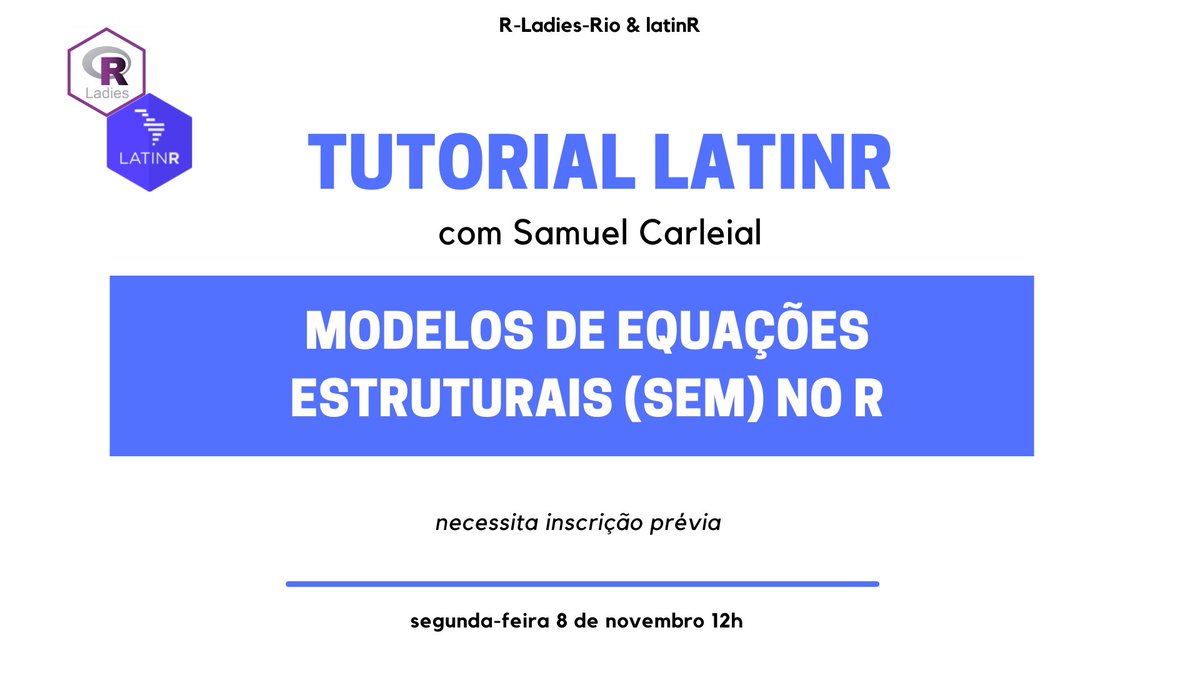 R-Ladies-Rio & latinR
R
Ladies
LATINR
TUTORIAL LATINR
com Samuel Carleial
MODELOS DE EQUAÇÕES
ESTRUTURAIS (SEM) NO R
necessita inscrição prévia
segunda-feira 8 de novembro 12h